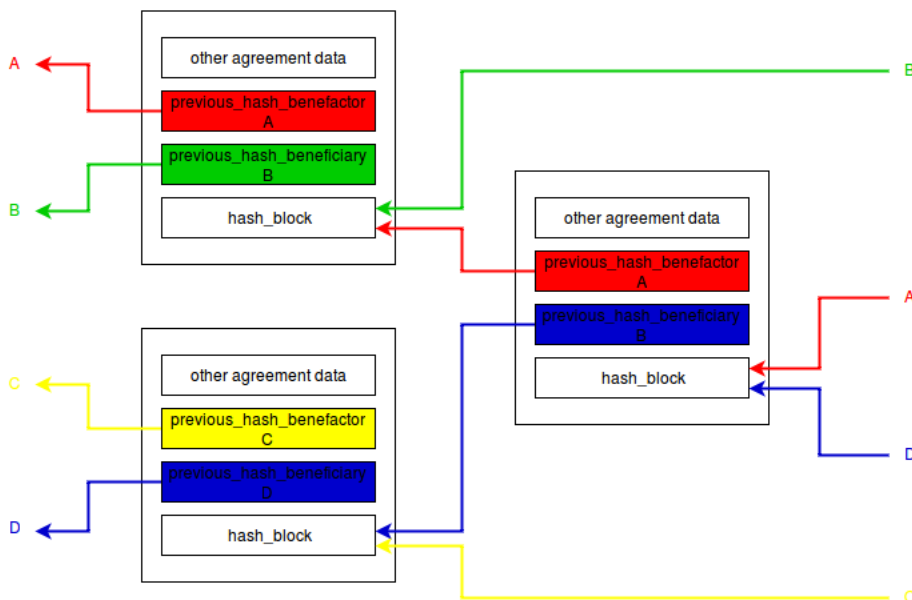 A
B
other agreement data
previous_hash_benefactor
A
previous_hash_beneficiary
B
hash_block
B
other agreement data
previous_hash_benefactor
A
previous_hash_beneficiary
B
hash_block
A
D
C
D
other agreement data
previous_hash_benefactor
C
previous_hash_beneficiary
D
hash_block
C